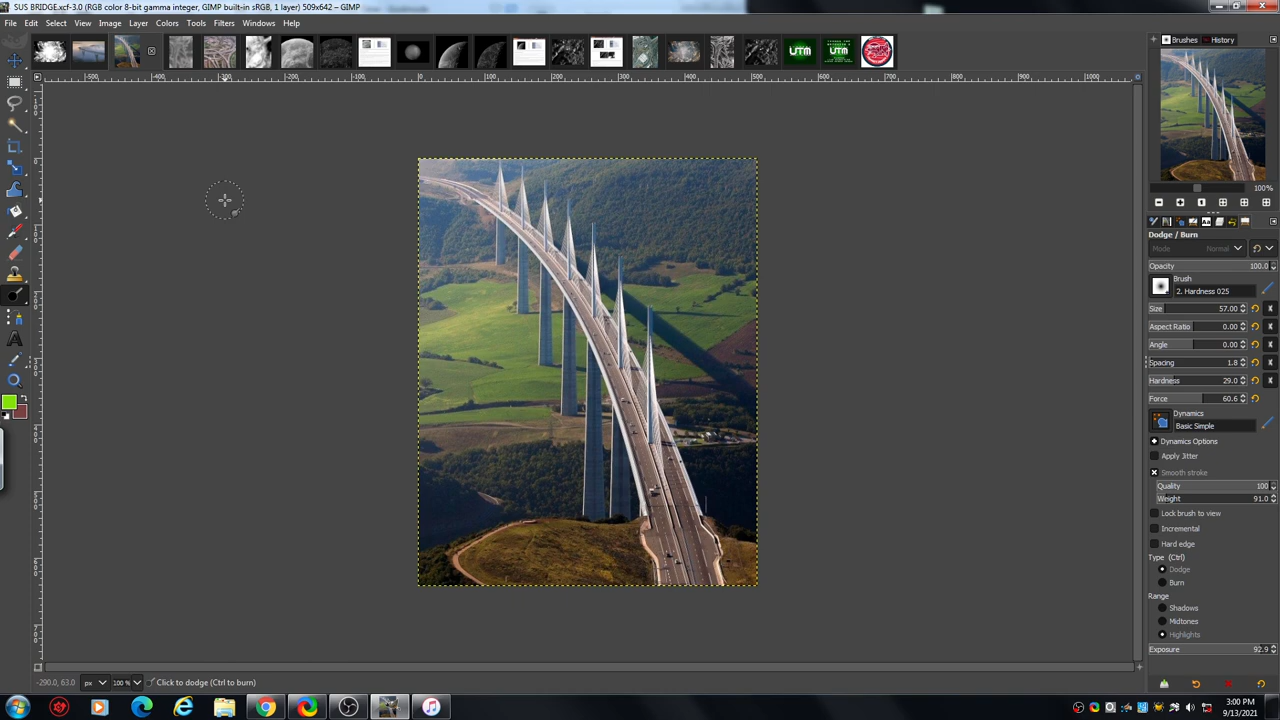 SUS BRIDGE.xcf-3.0 (RGB color 8-bit gamma integer, GIMP built-in sRGB, 1 layer) 509x642 – GIMP
File Edit Select View Image Layer Colors Tools Filters Windows Help
UTM
Brushes History
100%
Dodge / Burn
Mode Normal
Opacity 100.0
Brush
2. Hardness 025
Size 57.00
Aspect Ratio 0.00
Angle 0.00
Spacing 1.8
Hardness 29.0
Force 60.6
Dynamics
Basic Simple
Dynamics Options
Apply Jitter
Smooth stroke
Quality 100
Weight 91.0
Lock brush to view
Incremental
Hard edge
Type (Ctrl)
Dodge
Burn
Range
Shadows
Midtones
Highlights
Exposure 92.9
-290.0, 63.0 px 100 % Click to dodge (Ctrl to burn)
3:00 PM
9/13/2021